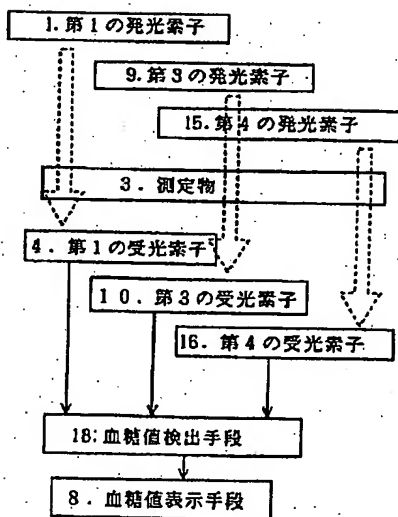 1.第1の発光素子
9.第3の発光素子
15.第4の発光素子
3.測定物
4.第1の受光素子
10.第3の受光素子
16.第4の受光素子
18:血糖値検出手段
8.血糖値表示手段